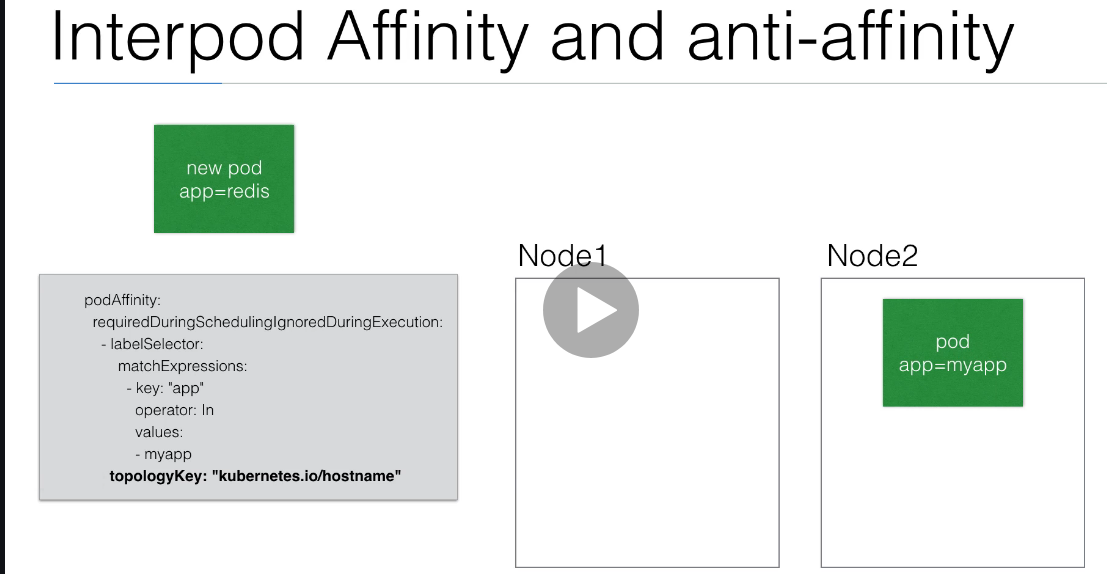 Interpod Affinity and anti-affinity
new pod
app=redis
podAffinity:
requiredDuringSchedulingIgnoredDuringExecution:
- labelSelector:
matchExpressions:
- key: "app"
operator: In
values:
- myapp
topologyKey: "kubernetes.io/hostname"
Node1
Node2
pod
app=myapp